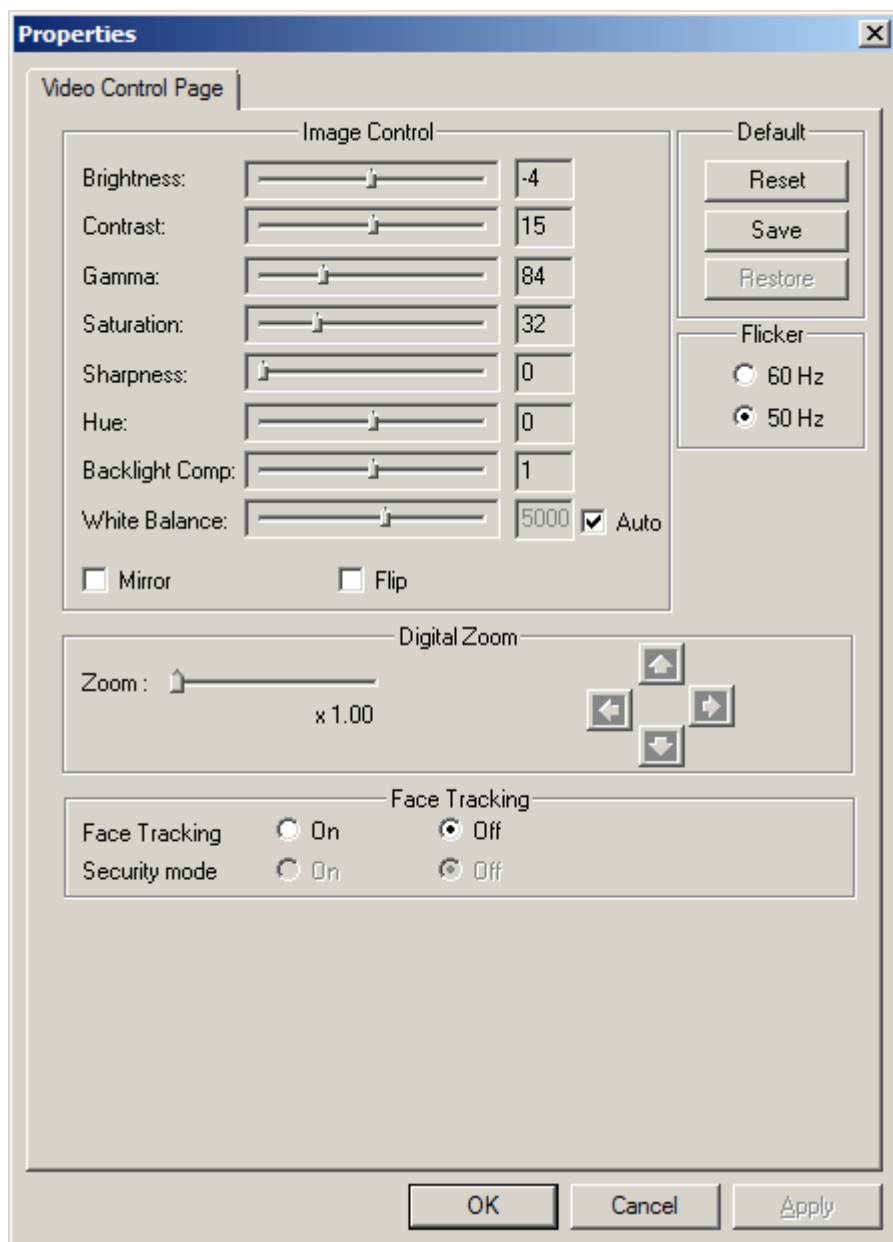 Properties
Video Control Page
Image Control
Brightness: -4
Contrast: 15
Gamma: 84
Saturation: 32
Sharpness: 0
Hue: 0
Backlight Comp: 1
White Balance: 5000 Auto
Mirror Flip
Default
Reset
Save
Restore
Flicker
60 Hz
50 Hz
Digital Zoom
Zoom :
x 1.00
Face Tracking
Face Tracking On Off
Security mode On Off
OK Cancel Apply